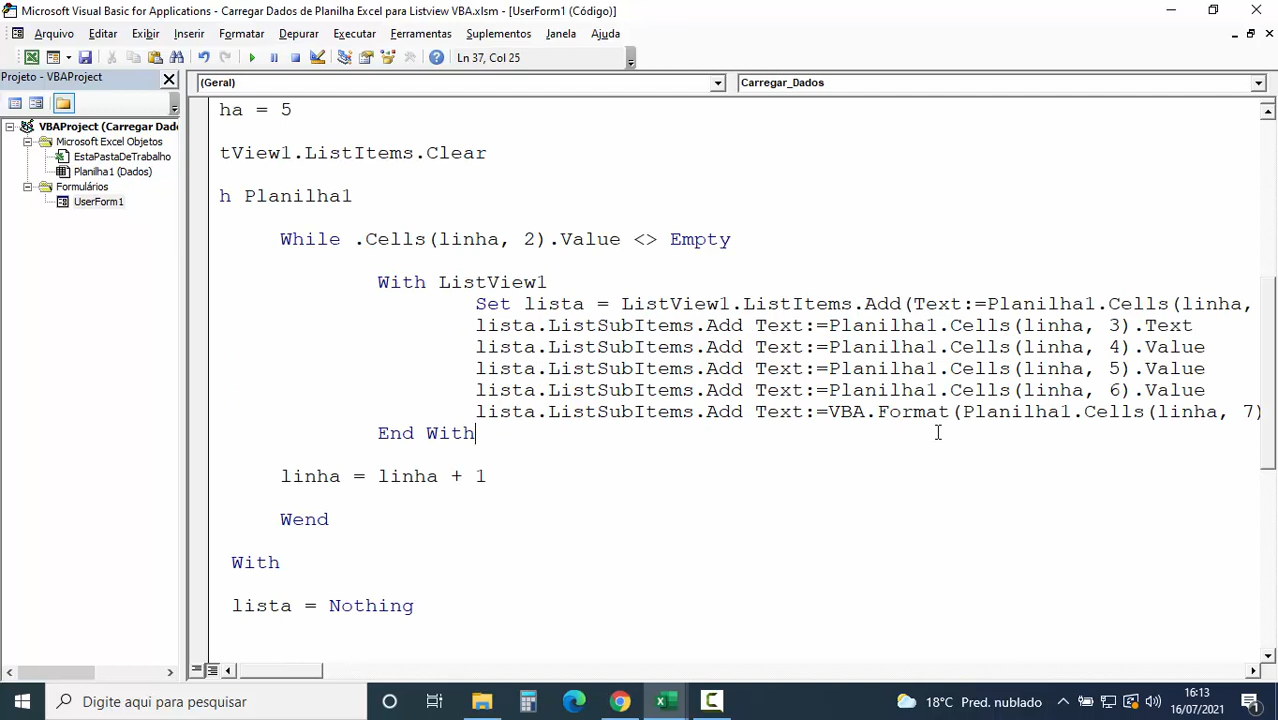 Microsoft Visual Basic for Applications - Carregar Dados de Planilha Excel para Listview VBA.xlsm - [UserForm1 (Código)]
Arquivo Editar Exibir Inserir Formatar Depurar Executar Ferramentas Suplementos Janela Ajuda
Ln 37, Col 25
Projeto - VBAProject
(Geral)
Carregar_Dados
VBAProject (Carregar Dado
Microsoft Excel Objetos
EstaPastaDeTrabalho
Planilha1 (Dados)
Formulários
UserForm1
ha = 5
tView1.ListItems.Clear
h Planilha1
While .Cells(linha, 2).Value <> Empty
With ListView1
Set lista = ListView1.ListItems.Add(Text:=Planilha1.Cells(linha,
lista.ListSubItems.Add Text:=Planilha1.Cells(linha, 3).Text
lista.ListSubItems.Add Text:=Planilha1.Cells(linha, 4).Value
lista.ListSubItems.Add Text:=Planilha1.Cells(linha, 5).Value
lista.ListSubItems.Add Text:=Planilha1.Cells(linha, 6).Value
lista.ListSubItems.Add Text:=VBA.Format(Planilha1.Cells(linha, 7)
End With
linha = linha + 1
Wend
With
lista = Nothing
Digite aqui para pesquisar
18°C Pred. nublado
16:13
16/07/2021
1